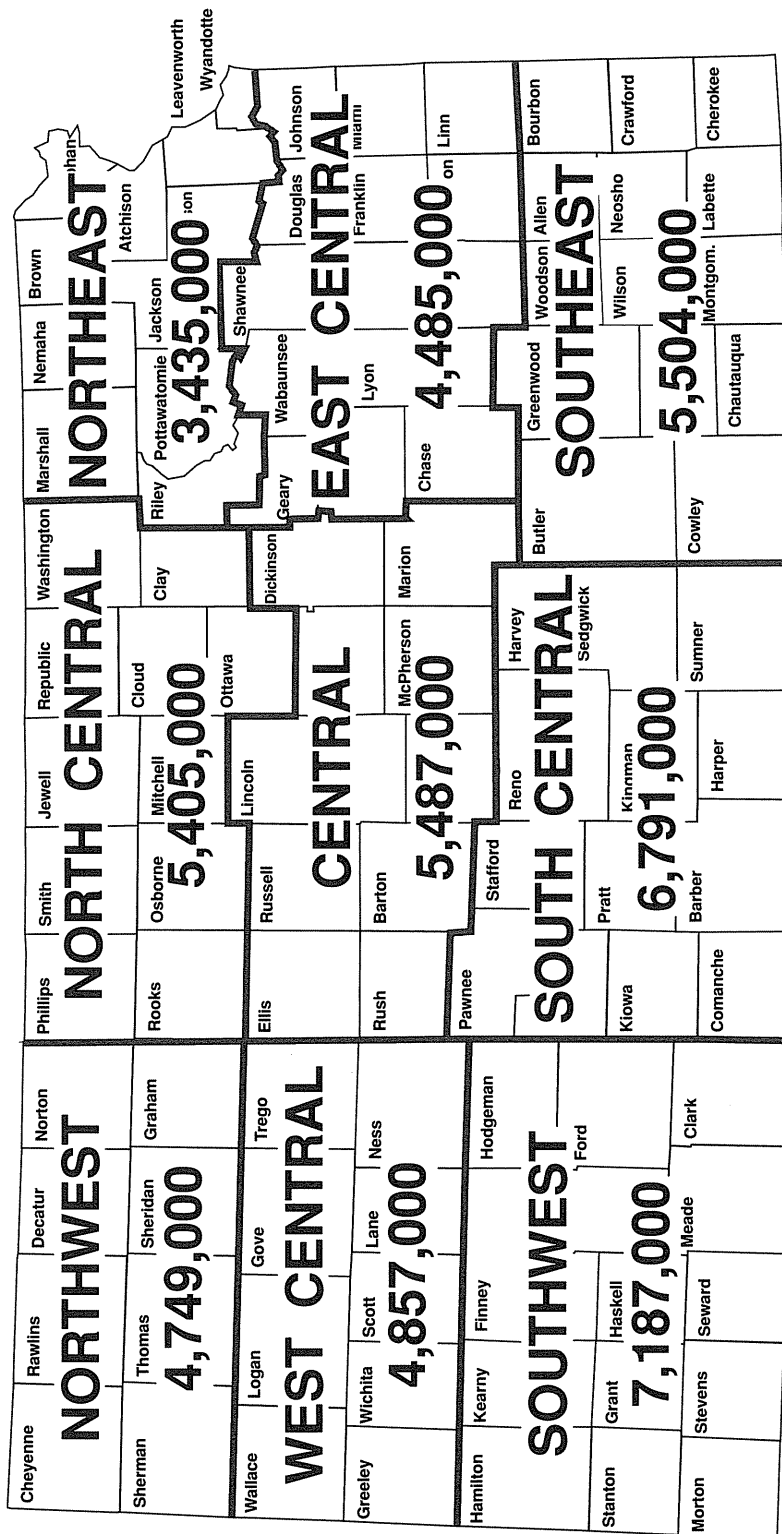 Cheyenne
Rawlins
Decatur
Norton
NORTHWEST
Sherman
Thomas
Sheridan
Graham
4,749,000
Wallace
Logan
Gove
Trego
WEST CENTRAL
Greeley
Wichita
Scott
Lane
Ness
4,857,000
Hamilton
Kearny
Finney
Hodgeman
SOUTHWEST
Ford
Stanton
Grant
Haskell
7,187,000
Meade
Clark
Morton
Stevens
Seward
Phillips
Smith
Jewell
Republic
Washington
NORTH CENTRAL
Rooks
Osborne
Mitchell
Cloud
Clay
5,405,000
Ottawa
Ellis
Russell
Lincoln
Dickinson
CENTRAL
Rush
Barton
McPherson
Marion
5,487,000
Pawnee
Stafford
Reno
Harvey
SOUTH CENTRAL
Sedgwick
Kiowa
Pratt
Kingman
6,791,000
Comanche
Barber
Harper
Sumner
Marshall
Nemaha
Brown
NORTHEAST
Atchison
Leavenworth
Wyandotte
Riley
Pottawatomie
Jackson
3,435,000
Geary
Wabaunsee
Shawnee
Douglas
Johnson
EAST CENTRAL
Lyon
Franklin
Miami
Chase
4,485,000
Linn
Butler
Greenwood
Woodson
Allen
Bourbon
SOUTHEAST
Wilson
Neosho
Crawford
5,504,000
Cowley
Chautauqua
Montgom.
Labette
Cherokee